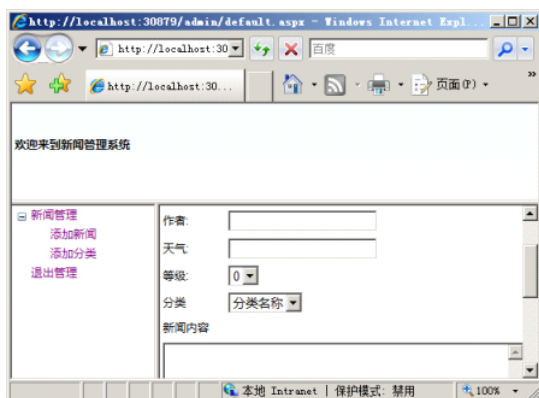 http://localhost:30879/admin/default.aspx - Windows Internet Expl...
http://localhost:30
百度
http://localhost:30...
页面(P)
»
欢迎来到新闻管理系统
新闻管理
添加新闻
添加分类
退出管理
作者:
天气:
等级:
0
分类
分类名称
新闻内容
本地 Intranet | 保护模式: 禁用
100%